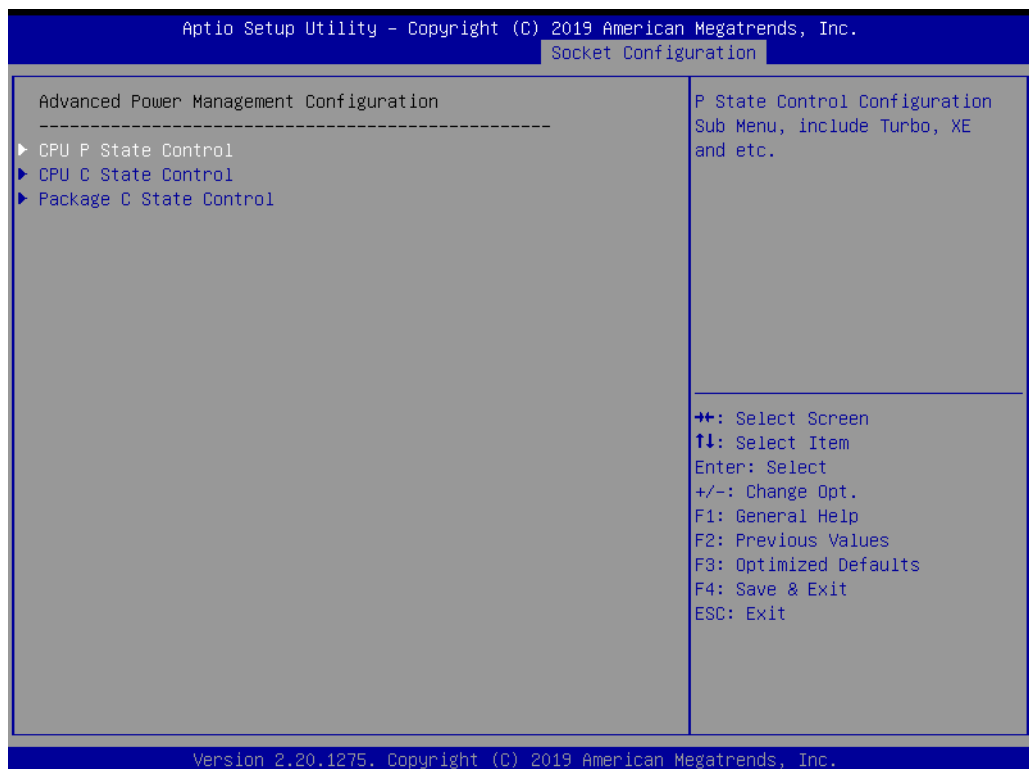 Aptio Setup Utility – Copyright (C) 2019 American Megatrends, Inc.
Socket Configuration
Advanced Power Management Configuration
--------------------------------------------------
▶ CPU P State Control
▶ CPU C State Control
▶ Package C State Control
P State Control Configuration
Sub Menu, include Turbo, XE
and etc.
→←: Select Screen
↑↓: Select Item
Enter: Select
+/-: Change Opt.
F1: General Help
F2: Previous Values
F3: Optimized Defaults
F4: Save & Exit
ESC: Exit
Version 2.20.1275. Copyright (C) 2019 American Megatrends, Inc.